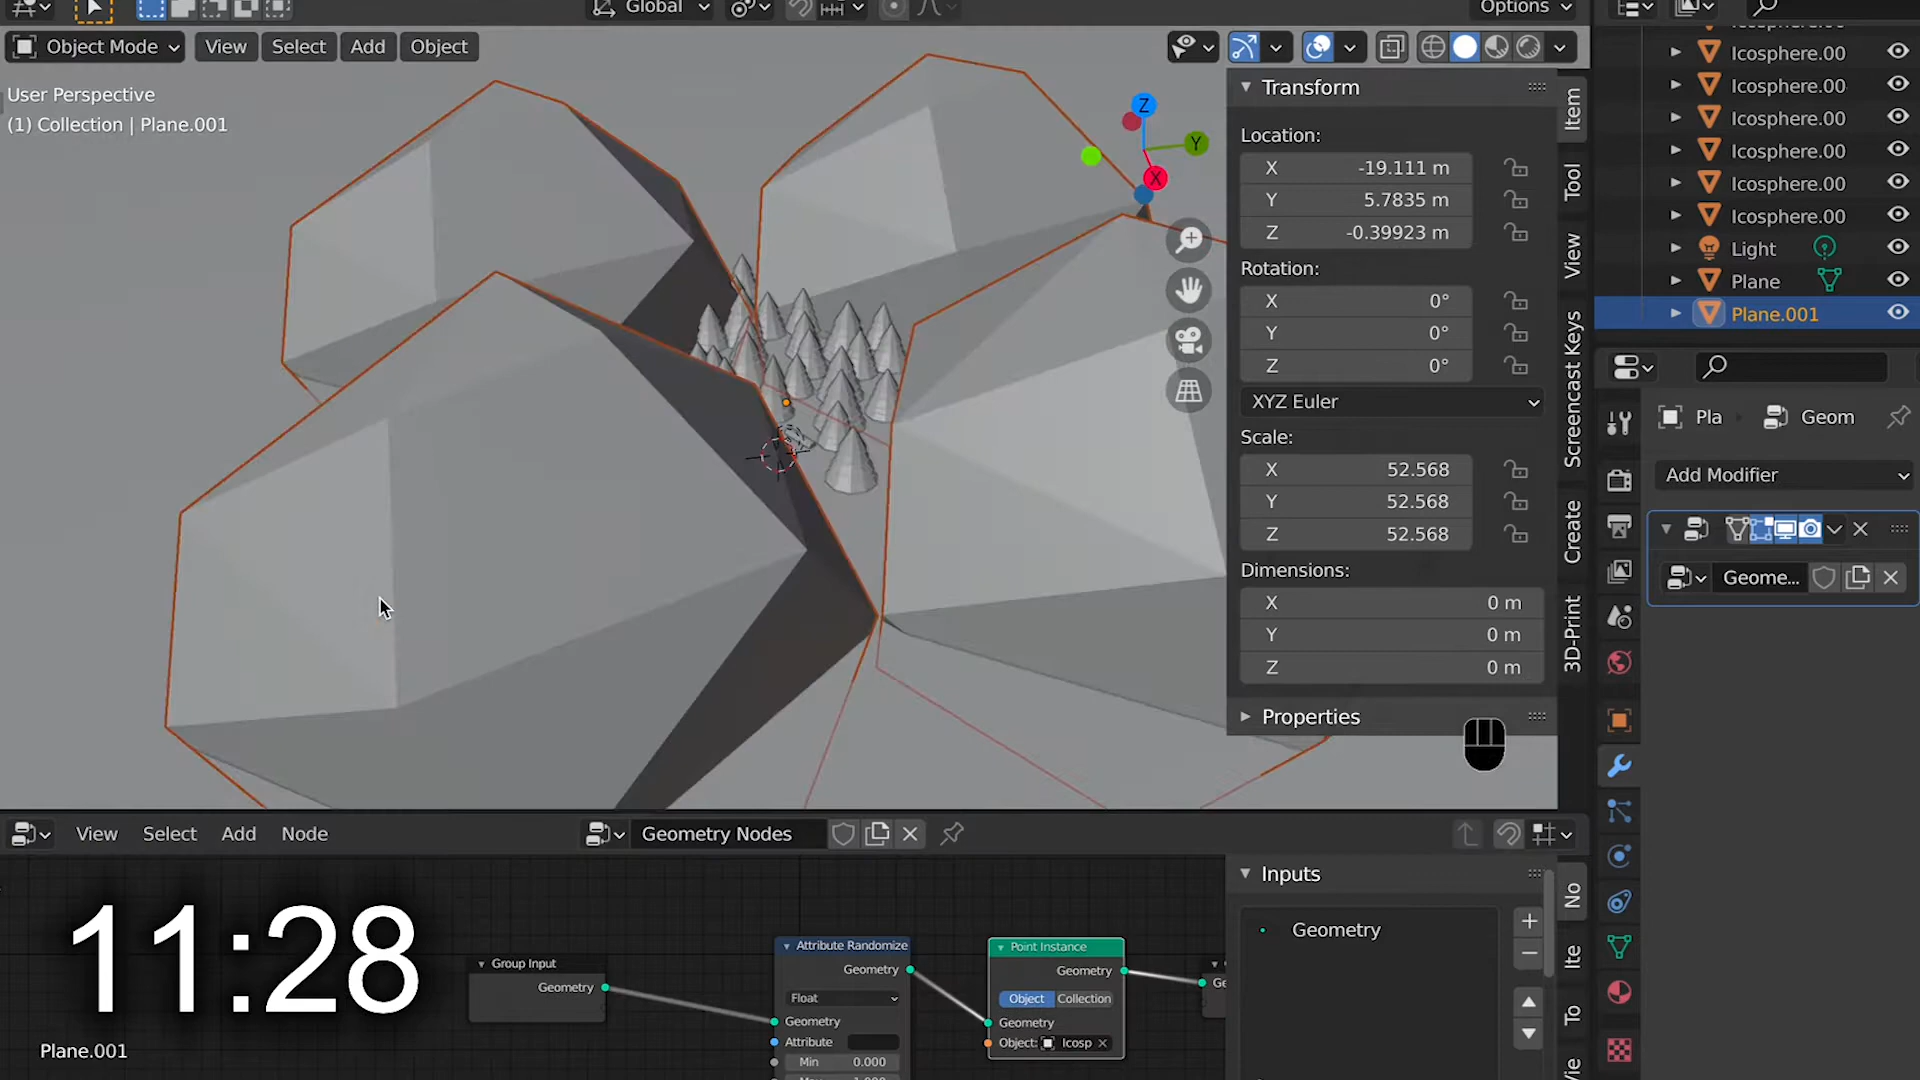 Global
Options
Object Mode
View
Select
Add
Object
User Perspective
(1) Collection | Plane.001
Z
Y
X
Transform
Location:
X -19.111 m
Y 5.7835 m
Z -0.39923 m
Rotation:
X 0°
Y 0°
Z 0°
XYZ Euler
Scale:
X 52.568
Y 52.568
Z 52.568
Dimensions:
X 0 m
Y 0 m
Z 0 m
Properties
Item
Tool
View
Screencast Keys
Create
3D-Print
Icosphere.00
Icosphere.00
Icosphere.00
Icosphere.00
Icosphere.00
Icosphere.00
Light
Plane
Plane.001
Pla
Geom
Add Modifier
Geome...
View
Select
Add
Node
Geometry Nodes
Group Input
Geometry
Attribute Randomize
Geometry
Float
Geometry
Attribute
Min 0.000
Point Instance
Geometry
Object
Collection
Geometry
Object:
Icosp
Ge
Inputs
Geometry
No
Ite
To
Vie
11:28
Plane.001